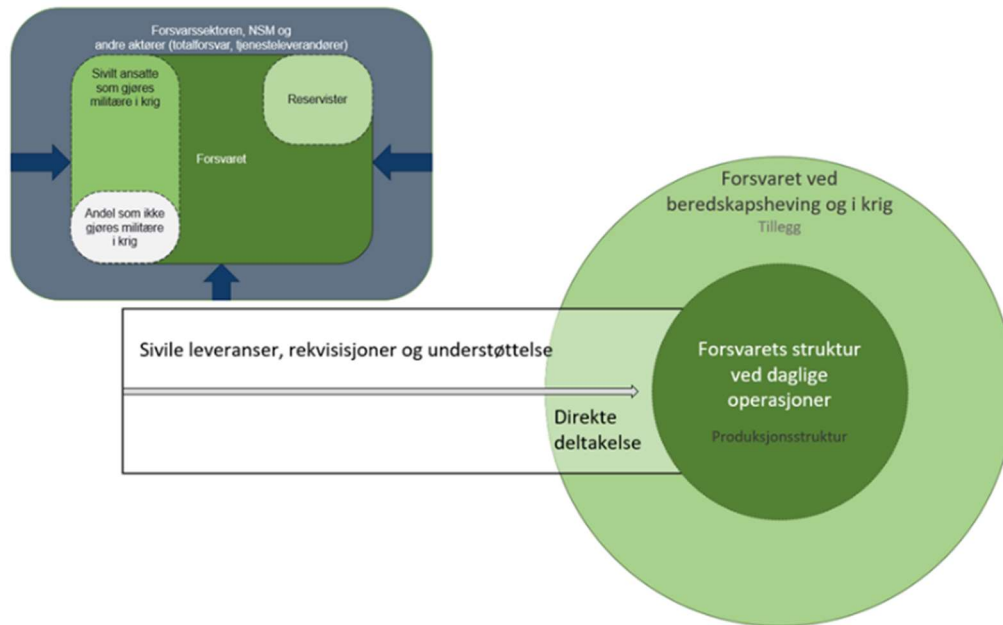 Forsvarssektoren, NSM og
andre aktører (totalforsvar, tjenesteleverandører)
Sivilt ansatte
som gjøres
militære i krig
Reservister
Forsvaret
Andel som ikke
gjøres militære
i krig
Forsvaret ved
beredskapsheving og i krig
Tillegg
Sivile leveranser, rekvisisjoner og understøttelse
Direkte
deltakelse
Forsvarets struktur
ved daglige
operasjoner
Produksjonsstruktur